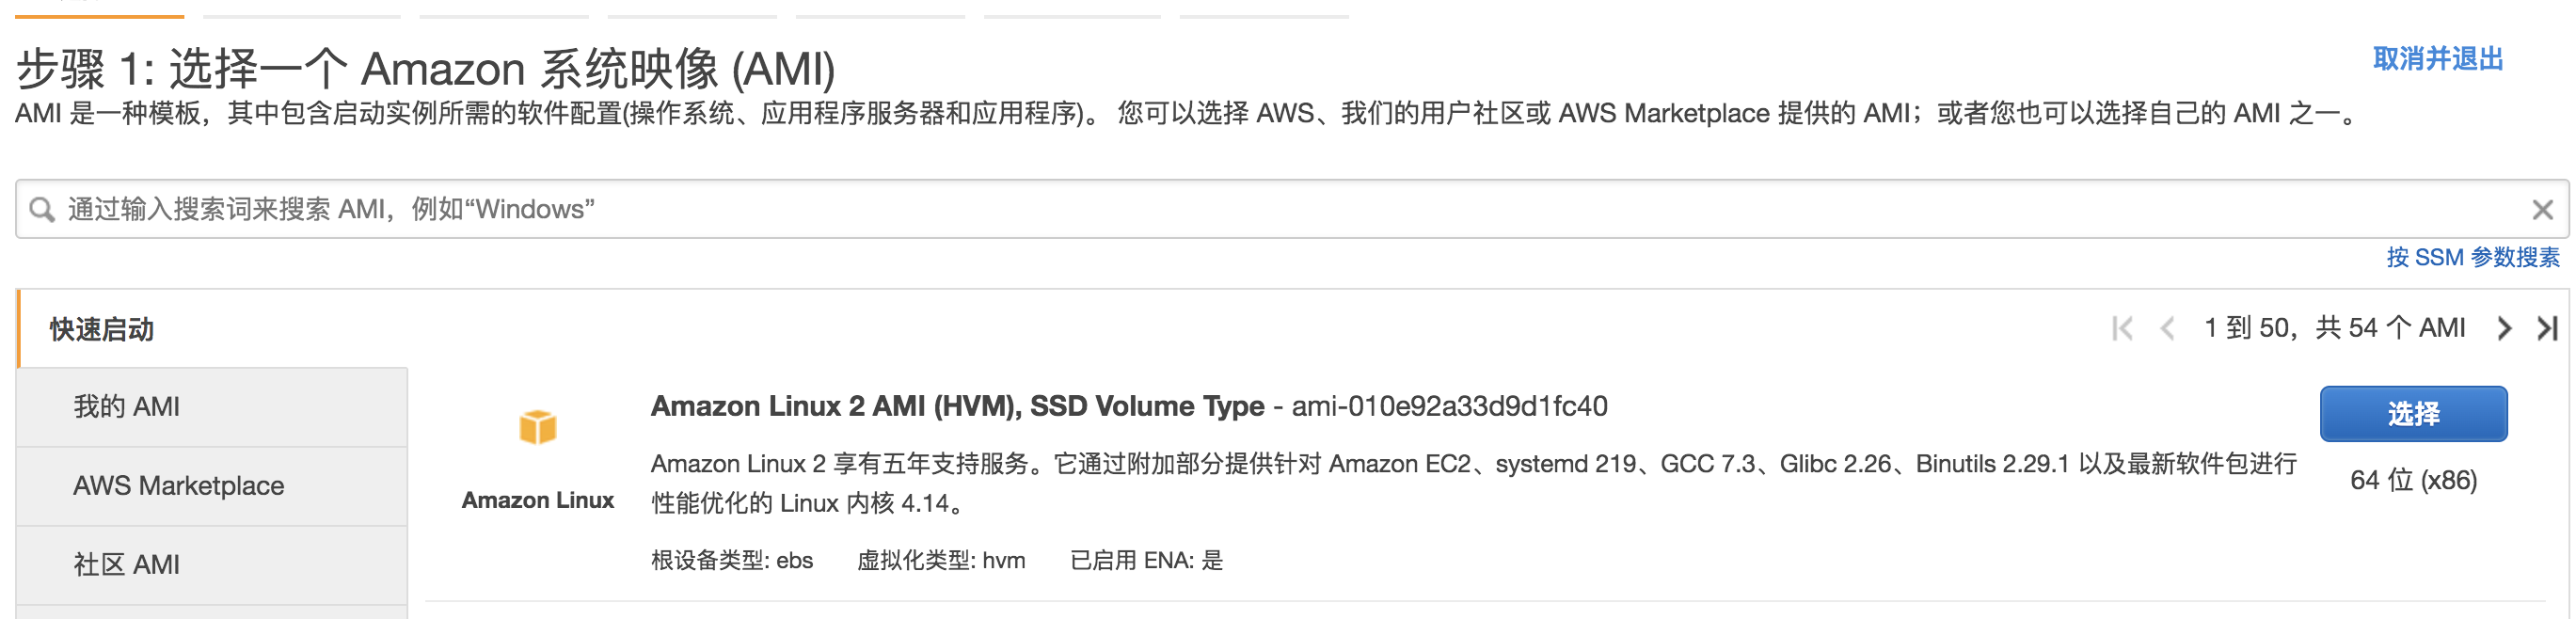 步骤 1: 选择一个 Amazon 系统映像 (AMI)
取消并退出
AMI 是一种模板，其中包含启动实例所需的软件配置(操作系统、应用程序服务器和应用程序)。 您可以选择 AWS、我们的用户社区或 AWS Marketplace 提供的 AMI；或者您也可以选择自己的 AMI 之一。
通过输入搜索词来搜索 AMI，例如“Windows”
按 SSM 参数搜素
快速启动
1 到 50，共 54 个 AMI
我的 AMI
AWS Marketplace
社区 AMI
Amazon Linux
Amazon Linux 2 AMI (HVM), SSD Volume Type - ami-010e92a33d9d1fc40
Amazon Linux 2 享有五年支持服务。它通过附加部分提供针对 Amazon EC2、systemd 219、GCC 7.3、Glibc 2.26、Binutils 2.29.1 以及最新软件包进行
性能优化的 Linux 内核 4.14。
根设备类型: ebs 虚拟化类型: hvm 已启用 ENA: 是
选择
64 位 (x86)